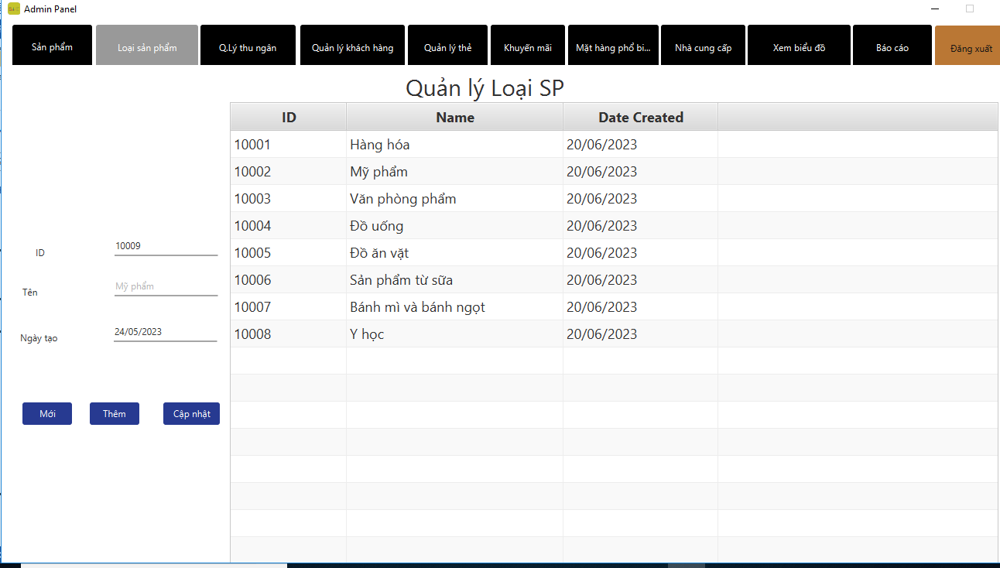 Admin Panel
Sản phẩm Loại sản phẩm Q.Lý thu ngân Quản lý khách hàng Quản lý thẻ Khuyến mãi Mặt hàng phổ bi... Nhà cung cấp Xem biểu đồ Báo cáo Đăng xuất
Quản lý Loại SP
ID Name Date Created
10001 Hàng hóa 20/06/2023
10002 Mỹ phẩm 20/06/2023
10003 Văn phòng phẩm 20/06/2023
10004 Đồ uống 20/06/2023
10005 Đồ ăn vặt 20/06/2023
10006 Sản phẩm từ sữa 20/06/2023
10007 Bánh mì và bánh ngọt 20/06/2023
10008 Y học 20/06/2023
ID 10009
Tên Mỹ phẩm
Ngày tạo 24/05/2023
Mới Thêm Cập nhật